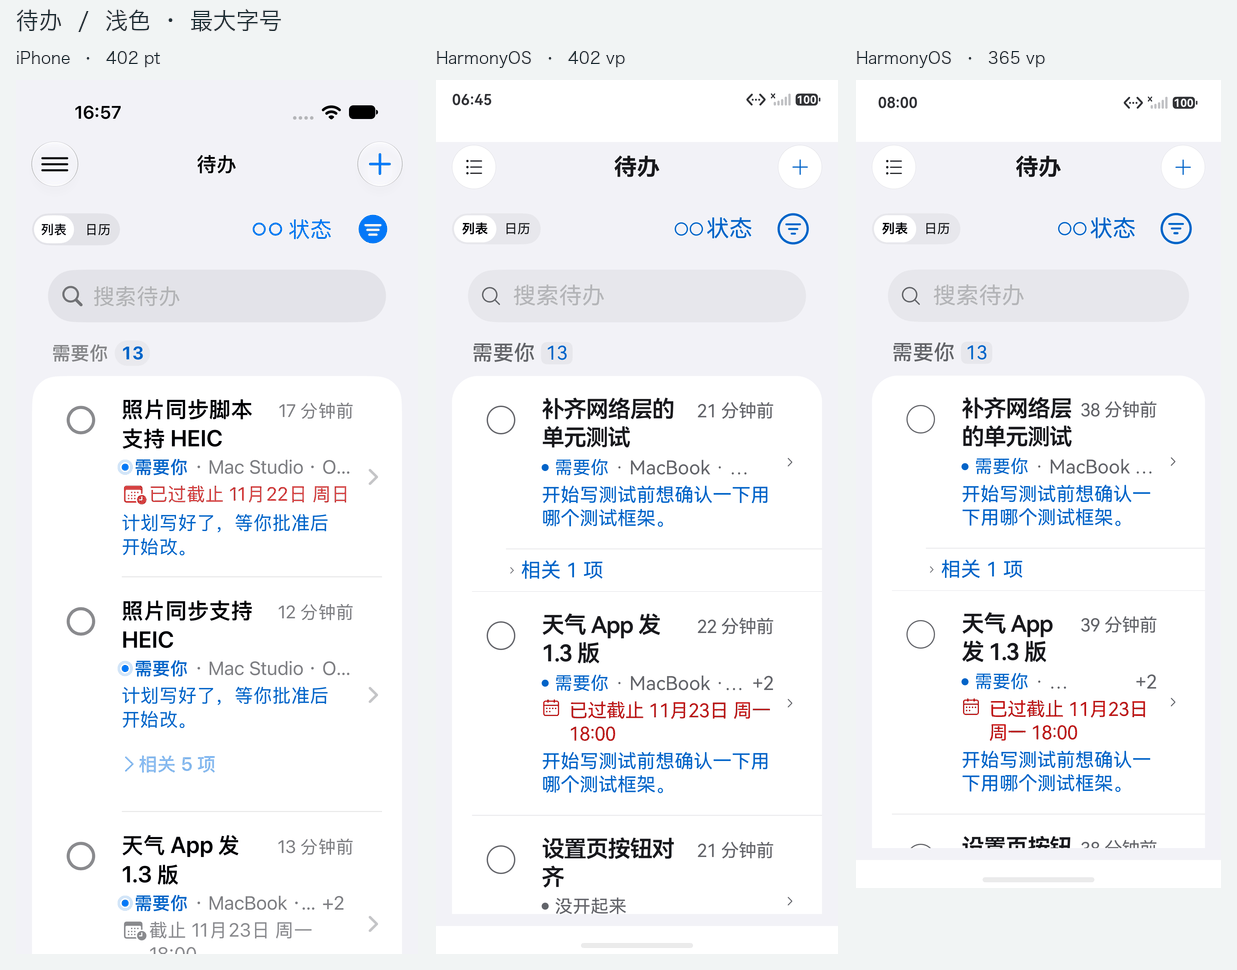 待办 / 浅色 · 最大字号
iPhone · 402 pt
16:57
待办
列表 日历
状态
搜索待办
需要你 13
照片同步脚本支持 HEIC
17 分钟前
需要你 · Mac Studio · O...
已过截止 11月22日 周日
计划写好了，等你批准后
开始改。
照片同步支持
HEIC
12 分钟前
需要你 · Mac Studio · O...
计划写好了，等你批准后
开始改。
相关 5 项
天气 App 发
1.3 版
13 分钟前
需要你 · MacBook ·... +2
截止 11月23日 周一
18:00
HarmonyOS · 402 vp
06:45
100
待办
列表 日历
状态
搜索待办
需要你 13
补齐网络层的
单元测试
21 分钟前
需要你 · MacBook · ...
开始写测试前想确认一下用
哪个测试框架。
相关 1 项
天气 App 发
1.3 版
22 分钟前
需要你 · MacBook ·... +2
已过截止 11月23日 周一
18:00
开始写测试前想确认一下用
哪个测试框架。
设置页按钮对
齐
21 分钟前
没开起来
HarmonyOS · 365 vp
08:00
100
待办
列表 日历
状态
搜索待办
需要你 13
补齐网络层
的单元测试
38 分钟前
需要你 · MacBook ...
开始写测试前想确认一
下用哪个测试框架。
相关 1 项
天气 App
发 1.3 版
39 分钟前
需要你 · ... +2
已过截止 11月23日
周一 18:00
开始写测试前想确认一
下用哪个测试框架。
设置页按钮
38 分钟前